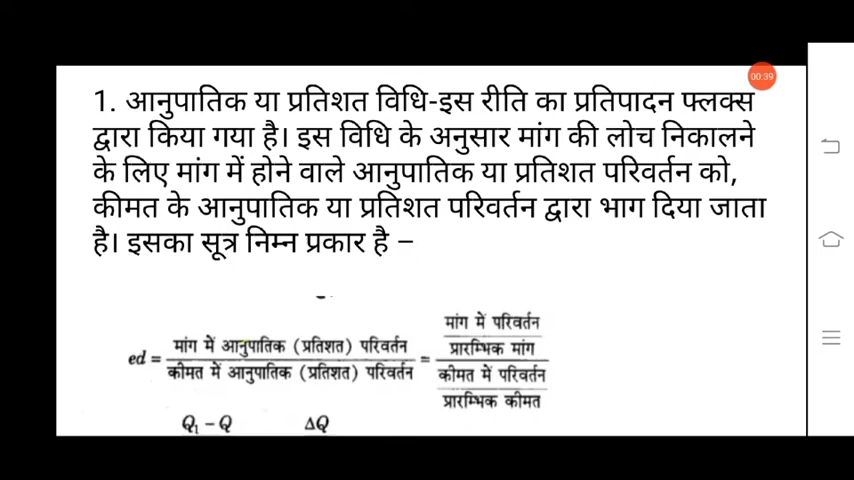 00:39
1. आनुपातिक या प्रतिशत विधि-इस रीति का प्रतिपादन फ्लक्स
द्वारा किया गया है। इस विधि के अनुसार मांग की लोच निकालने
के लिए मांग में होने वाले आनुपातिक या प्रतिशत परिवर्तन को,
कीमत के आनुपातिक या प्रतिशत परिवर्तन द्वारा भाग दिया जाता
है। इसका सूत्र निम्न प्रकार है –
ed = मांग में आनुपातिक (प्रतिशत) परिवर्तन / कीमत में आनुपातिक (प्रतिशत) परिवर्तन = मांग में परिवर्तन / प्रारम्भिक मांग / कीमत में परिवर्तन / प्रारम्भिक कीमत
Q₁ – Q ΔQ